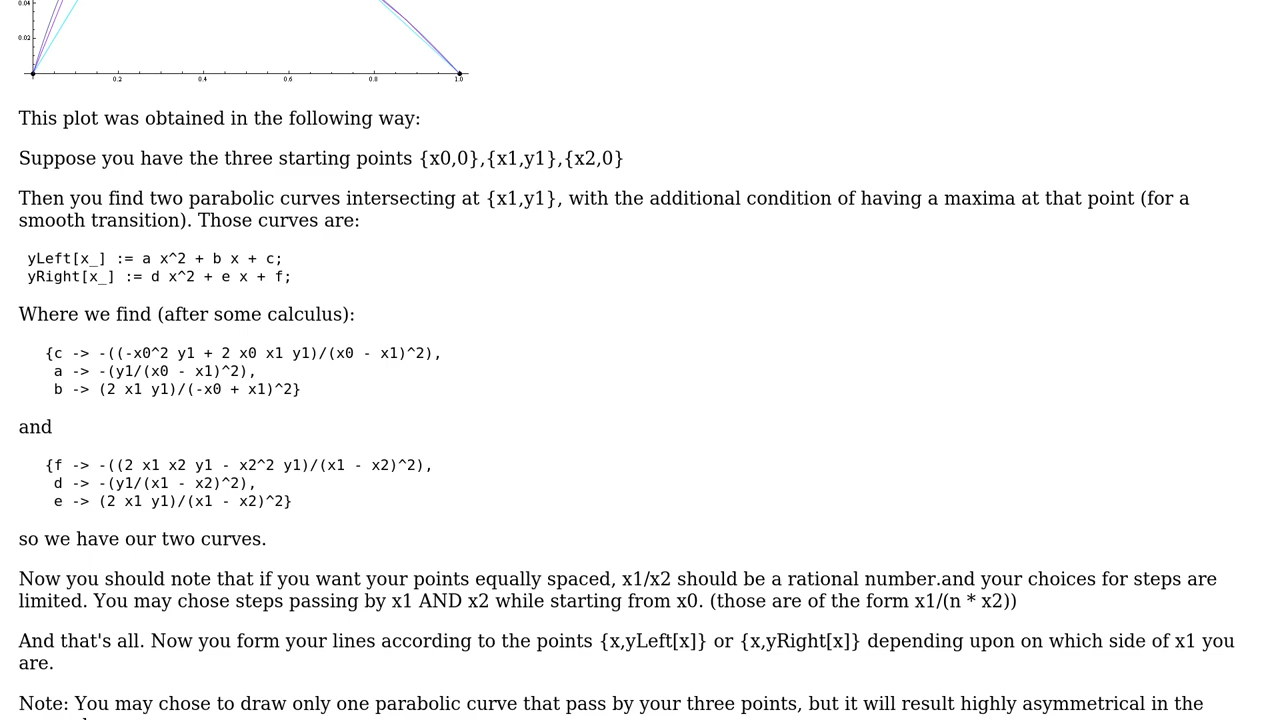 0.04
0.02
0.2 0.4 0.6 0.8 1.0
This plot was obtained in the following way:
Suppose you have the three starting points {x0,0},{x1,y1},{x2,0}
Then you find two parabolic curves intersecting at {x1,y1}, with the additional condition of having a maxima at that point (for a
smooth transition). Those curves are:
yLeft[x_] := a x^2 + b x + c;
yRight[x_] := d x^2 + e x + f;
Where we find (after some calculus):
{c -> -((-x0^2 y1 + 2 x0 x1 y1)/(x0 - x1)^2),
a -> -(y1/(x0 - x1)^2),
b -> (2 x1 y1)/(-x0 + x1)^2}
and
{f -> -((2 x1 x2 y1 - x2^2 y1)/(x1 - x2)^2),
d -> -(y1/(x1 - x2)^2),
e -> (2 x1 y1)/(x1 - x2)^2}
so we have our two curves.
Now you should note that if you want your points equally spaced, x1/x2 should be a rational number.and your choices for steps are
limited. You may chose steps passing by x1 AND x2 while starting from x0. (those are of the form x1/(n * x2))
And that's all. Now you form your lines according to the points {x,yLeft[x]} or {x,yRight[x]} depending upon on which side of x1 you
are.
Note: You may chose to draw only one parabolic curve that pass by your three points, but it will result highly asymmetrical in the